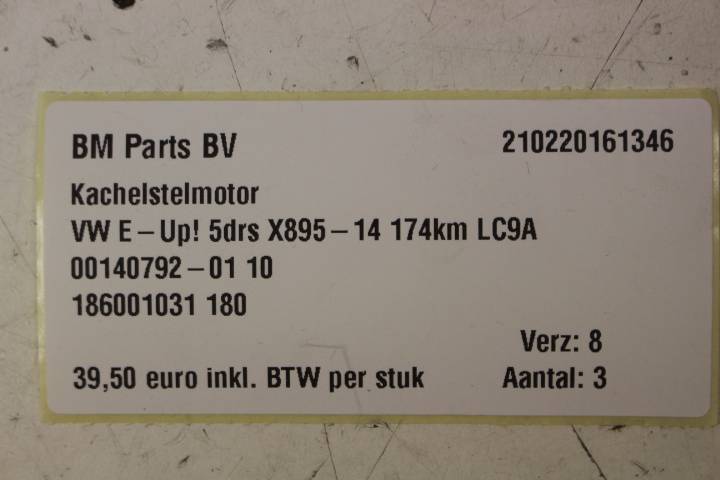 BM Parts BV 210220161346
Kachelstelmotor
VW E-Up! 5drs X895-14 174km LC9A
00140792-01 10
186001031 180
Verz: 8
39,50 euro inkl. BTW per stuk Aantal: 3